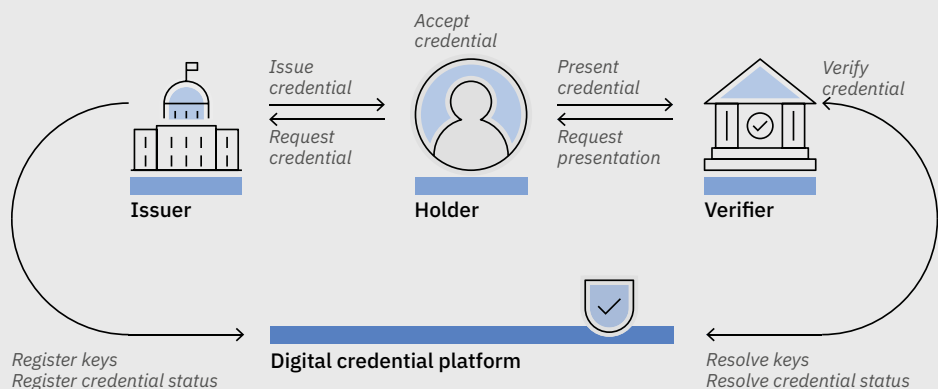 Accept
credential
Issue
credential
Request
credential
Present
credential
Request
presentation
Verify
credential
Issuer
Holder
Verifier
Digital credential platform
Register keys
Register credential status
Resolve keys
Resolve credential status